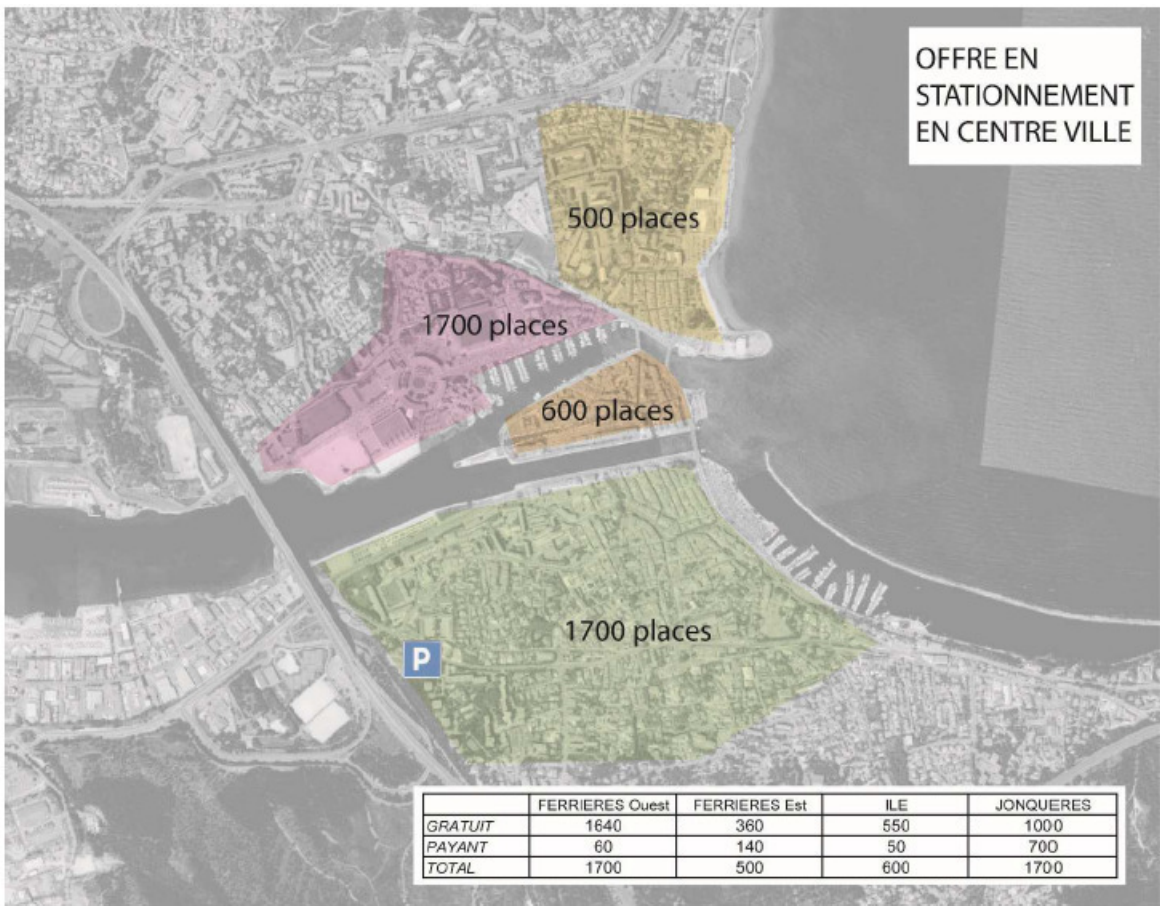 OFFRE EN
STATIONNEMENT
EN CENTRE VILLE
500 places
1700 places
600 places
1700 places
P
FERRIERES Ouest FERRIERES Est ILE JONQUERES
GRATUIT 1640 360 550 1000
PAYANT 60 140 50 700
TOTAL 1700 500 600 1700